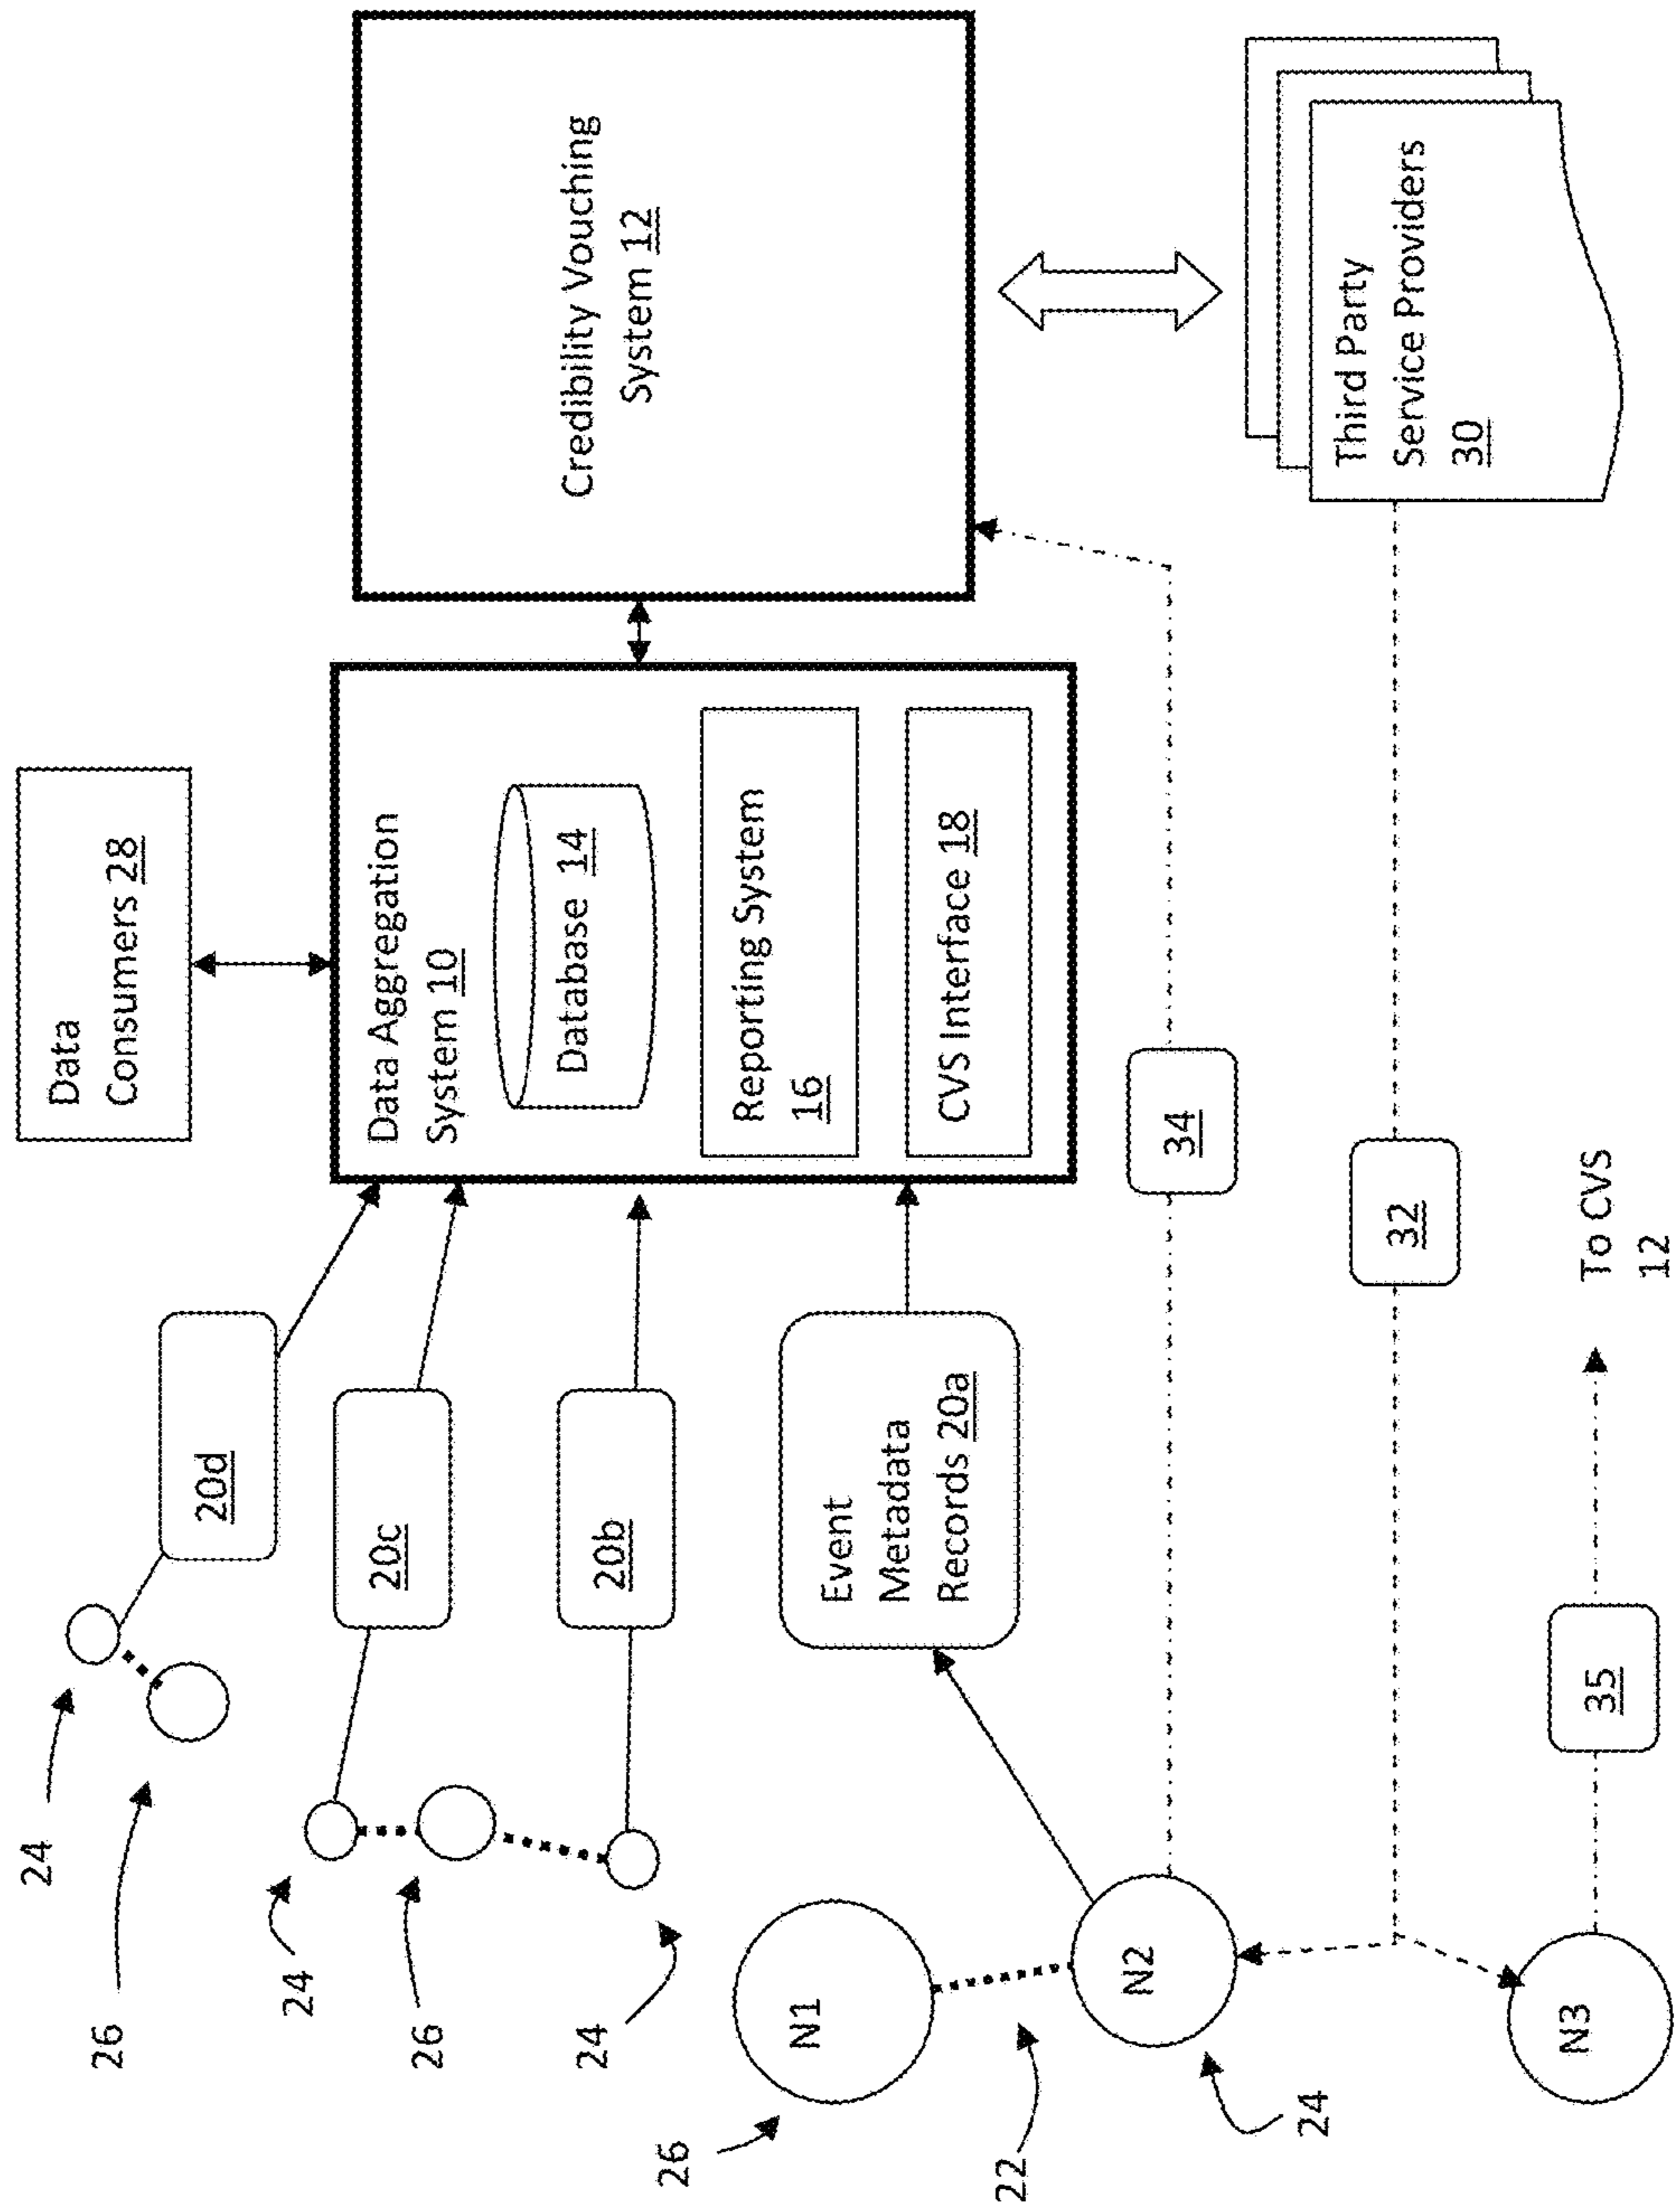 Data
Consumers 28
24
26
20d
Data Aggregation
System 10
Credibility Vouching
System 12
24
20c
Database 14
26
20b
24
Reporting System
16
N1
26
Event
Metadata
Records 20a
CVS Interface 18
22
N2
24
34
32
Third Party
Service Providers
30
N3
35
To CVS
12